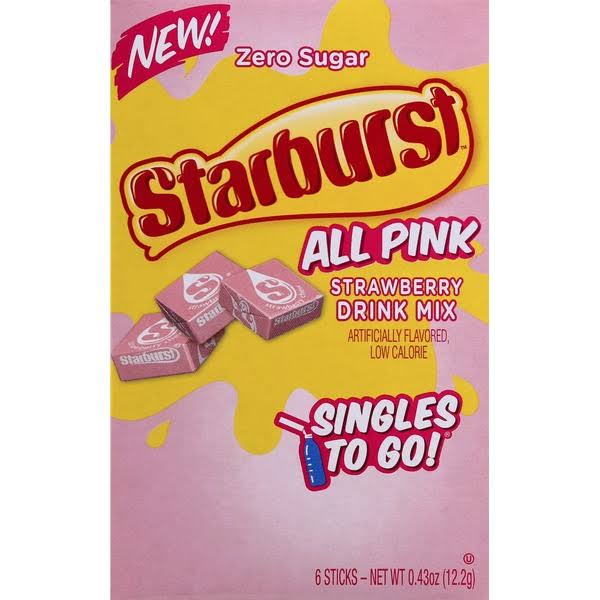 NEW!
Zero Sugar
Starburst™
ALL PINK
STRAWBERRY
DRINK MIX
ARTIFICIALLY FLAVORED,
LOW CALORIE
Starburst
SINGLES
TO GO!®
U
6 STICKS – NET WT 0.43oz (12.2g)